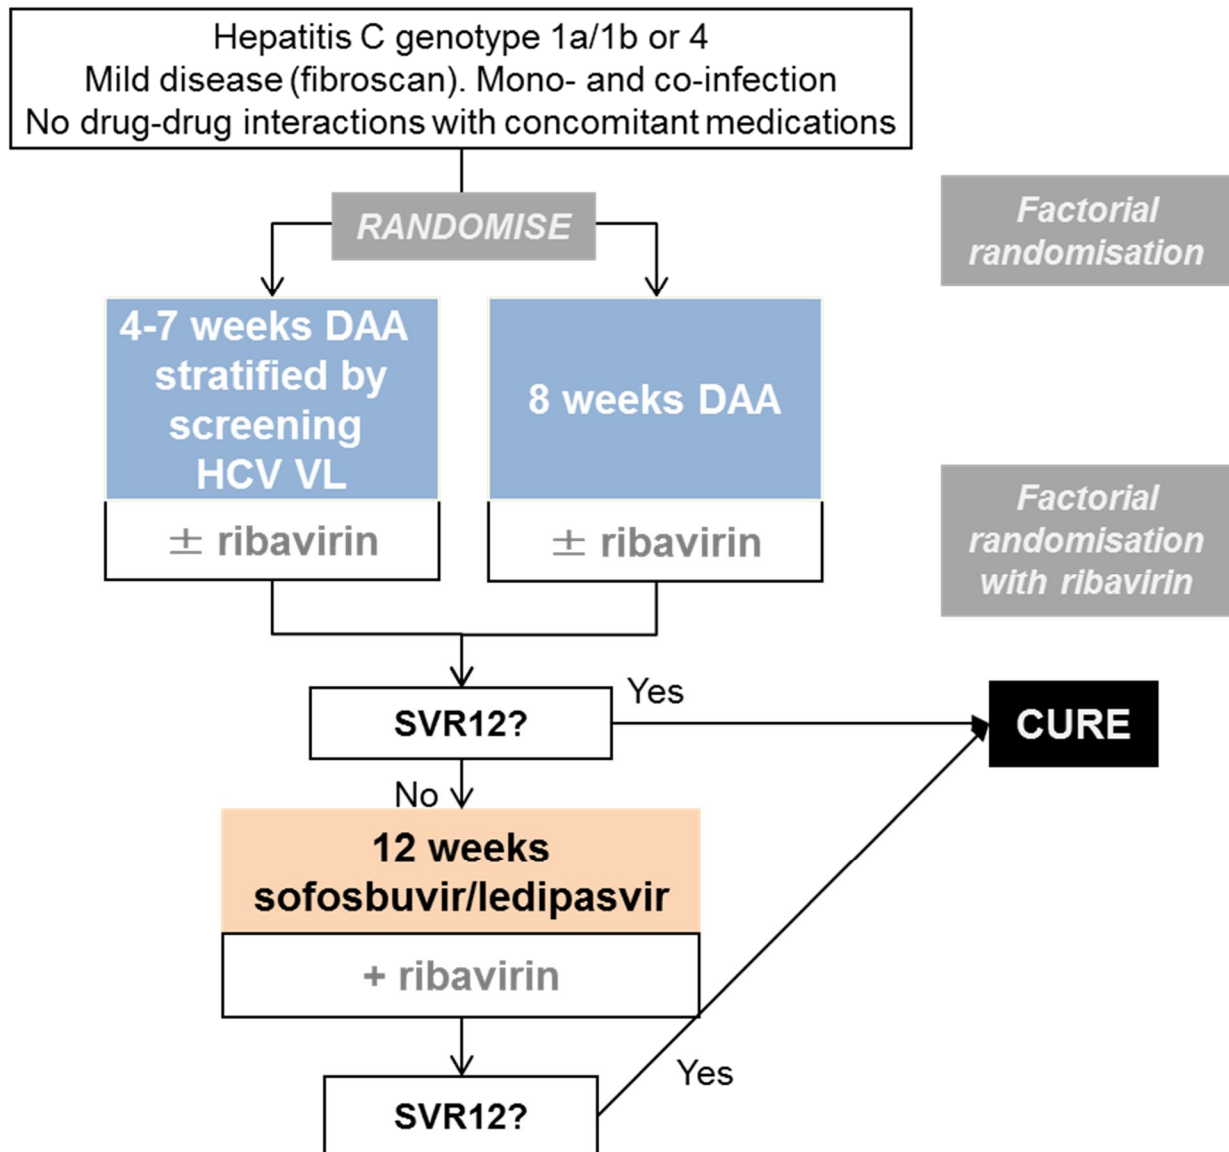 Hepatitis C genotype 1a/1b or 4
Mild disease (fibroscan). Mono- and co-infection
No drug-drug interactions with concomitant medications
RANDOMISE
Factorial
randomisation
4-7 weeks DAA
stratified by
screening
HCV VL
8 weeks DAA
± ribavirin
± ribavirin
Factorial
randomisation
with ribavirin
SVR12?
Yes
CURE
No
12 weeks
sofosbuvir/ledipasvir
+ ribavirin
Yes
SVR12?